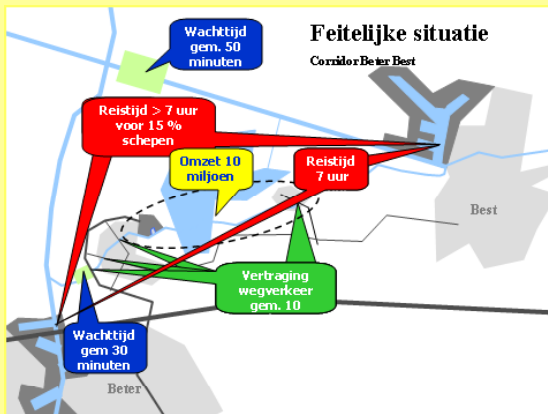 Feitelijke situatie
Corridor Beter Best
Wachttijd
gem. 50
minuten
Reistijd > 7 uur
voor 15 %
schepen
Omzet 10
miljoen
Reistijd
7 uur
Best
Vertraging
wegverkeer
gem. 10
Wachttijd
gem 30
minuten
Beter